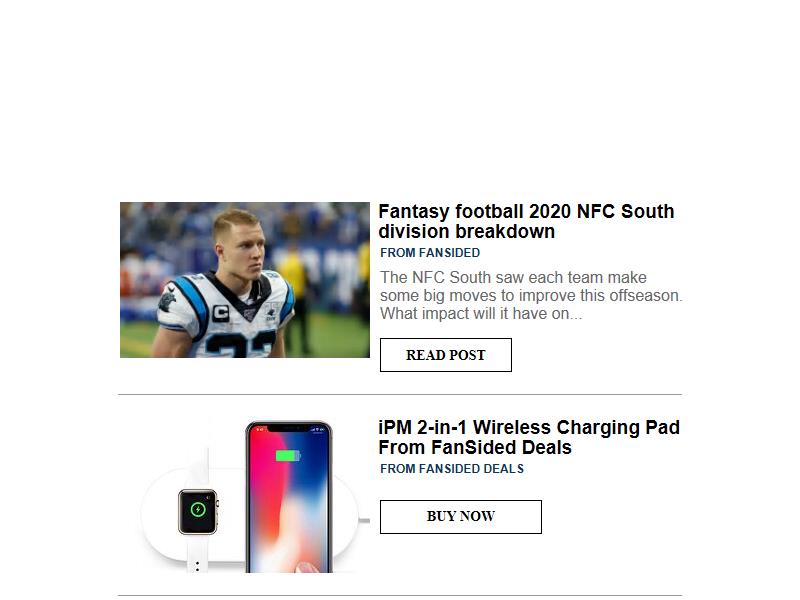 Fantasy football 2020 NFC South
division breakdown
FROM FANSIDED
The NFC South saw each team make
some big moves to improve this offseason.
What impact will it have on...
READ POST
C
iPM 2-in-1 Wireless Charging Pad
From FanSided Deals
FROM FANSIDED DEALS
BUY NOW